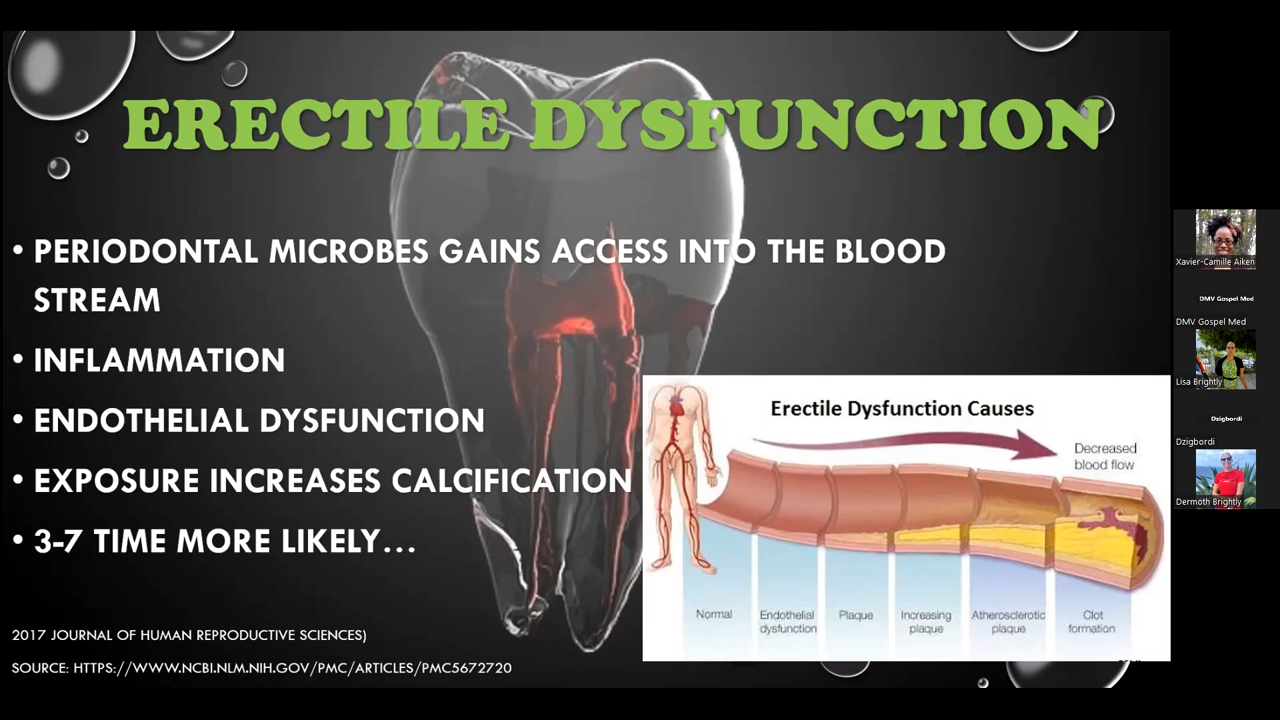 ERECTILE DYSFUNCTION
• PERIODONTAL MICROBES GAINS ACCESS INTO THE BLOOD
STREAM
• INFLAMMATION
• ENDOTHELIAL DYSFUNCTION
• EXPOSURE INCREASES CALCIFICATION
• 3-7 TIME MORE LIKELY...
2017 JOURNAL OF HUMAN REPRODUCTIVE SCIENCES)
SOURCE: HTTPS://WWW.NCBI.NLM.NIH.GOV/PMC/ARTICLES/PMC5672720
Erectile Dysfunction Causes
Decreased
blood flow
Normal
Endothelial
dysfunction
Plaque
Increasing
plaque
Atherosclerotic
plaque
Clot
formation
Xavier-Camille Aiken
DMV Gospel Med
DMV Gospel Med
Lisa Brightly
Dzigbordi
Dzigbordi
Dermoth Brightly